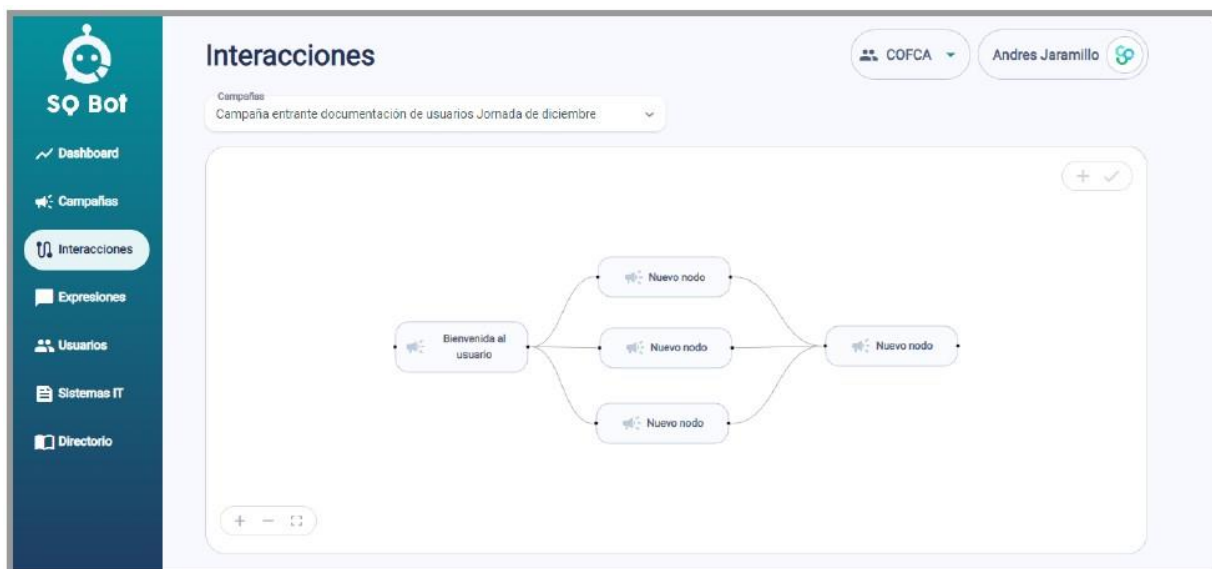 SQ Bot
Dashboard
Campañas
Interacciones
Expresiones
Usuarios
Sistemas IT
Directorio
Interacciones
COFCA
Andres Jaramillo
Campañas
Campaña entrante documentación de usuarios Jornada de diciembre
Nuevo nodo
Bienvenida al
usuario
Nuevo nodo
Nuevo nodo
Nuevo nodo